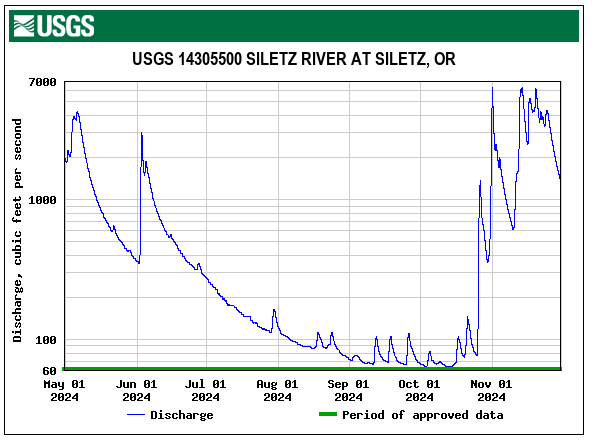 USGS
USGS 14305500 SILETZ RIVER AT SILETZ, OR
7000
1000
100
60
Discharge, cubic feet per second
May 01 Jun 01 Jul 01 Aug 01 Sep 01 Oct 01 Nov 01
2024 2024 2024 2024 2024 2024 2024
Discharge Period of approved data